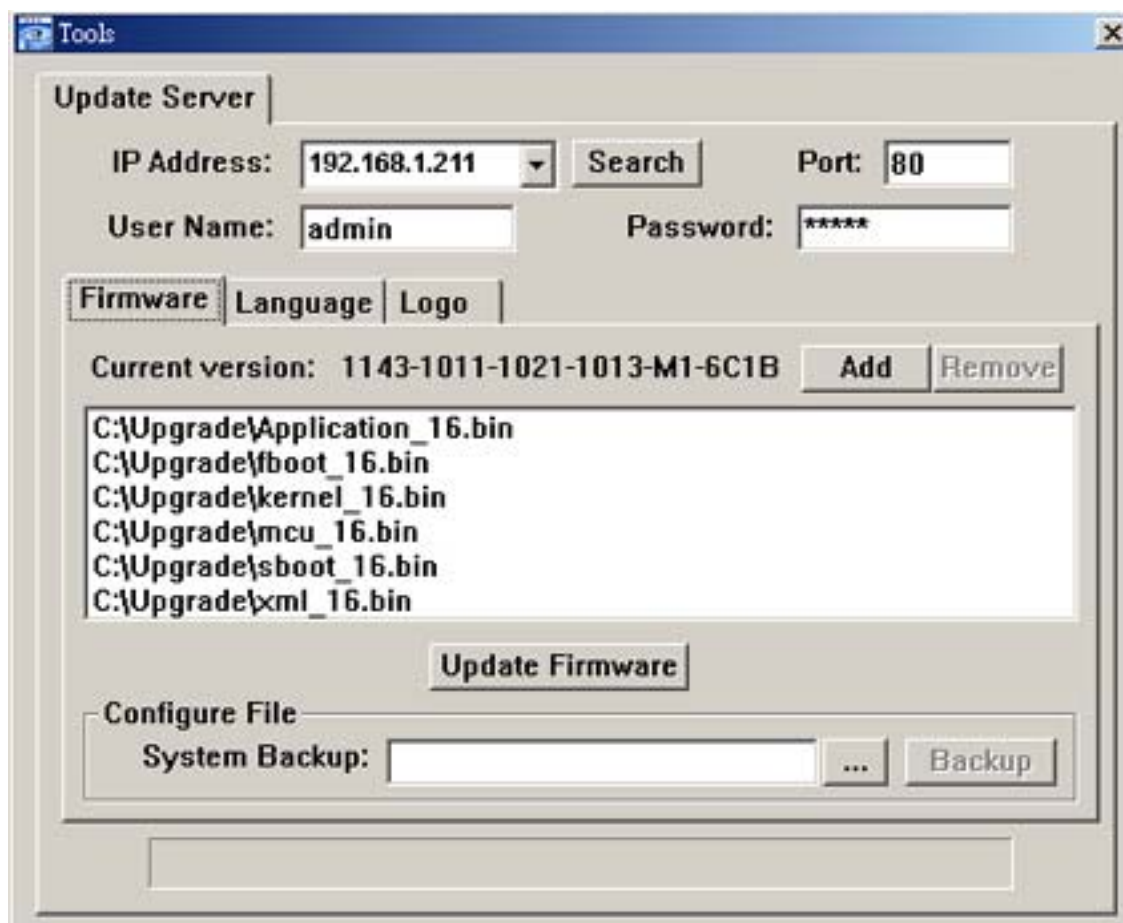 Tools
Update Server
IP Address: 192.168.1.211 Search Port: 80
User Name: admin Password: *****
Firmware Language Logo
Current version: 1143-1011-1021-1013-M1-6C1B Add Remove
C:\Upgrade\Application_16.bin
C:\Upgrade\fboot_16.bin
C:\Upgrade\kernel_16.bin
C:\Upgrade\mcu_16.bin
C:\Upgrade\sboot_16.bin
C:\Upgrade\xml_16.bin
Update Firmware
Configure File
System Backup: ... Backup